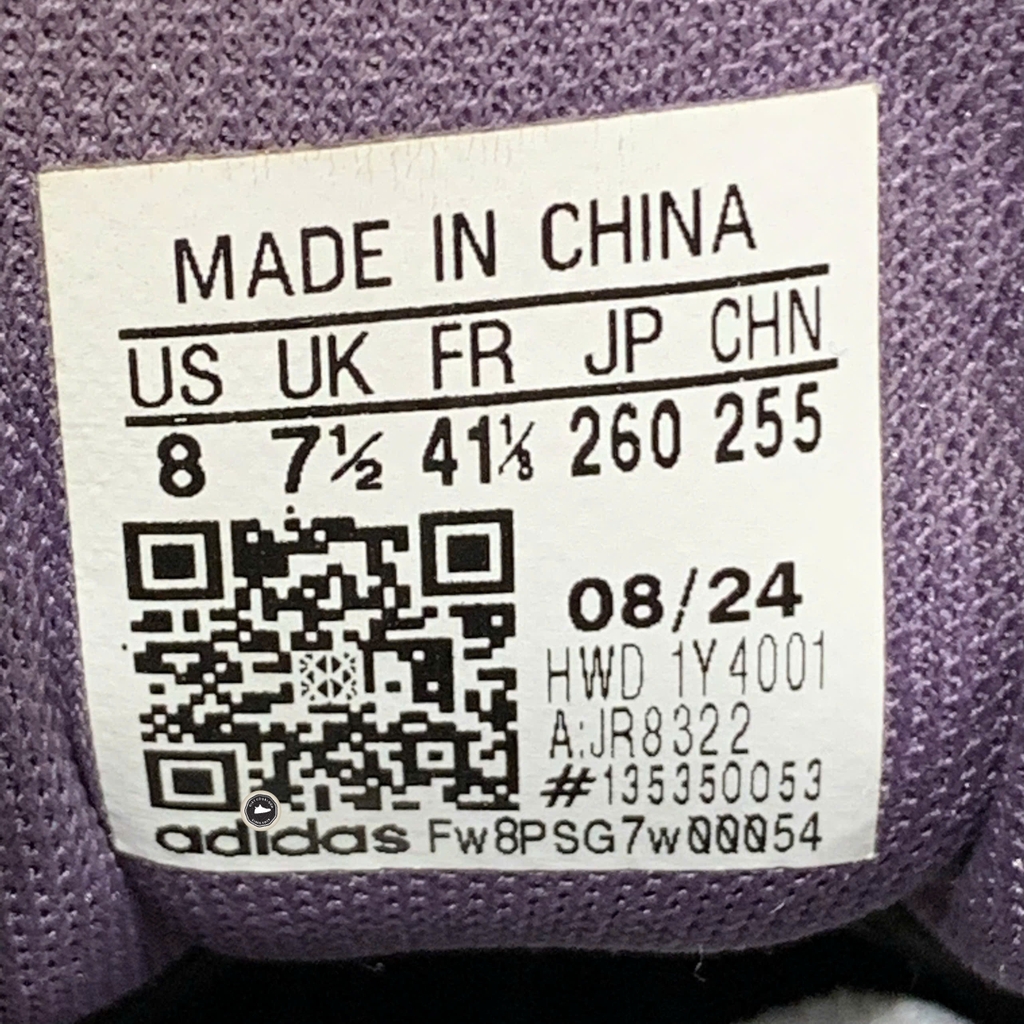 MADE IN CHINA
US UK FR JP CHN
8 7½ 41⅓ 260 255
08/24
HWD 1Y4001
A:JR8322
#135350053
adidas Fw8PSG7w00054